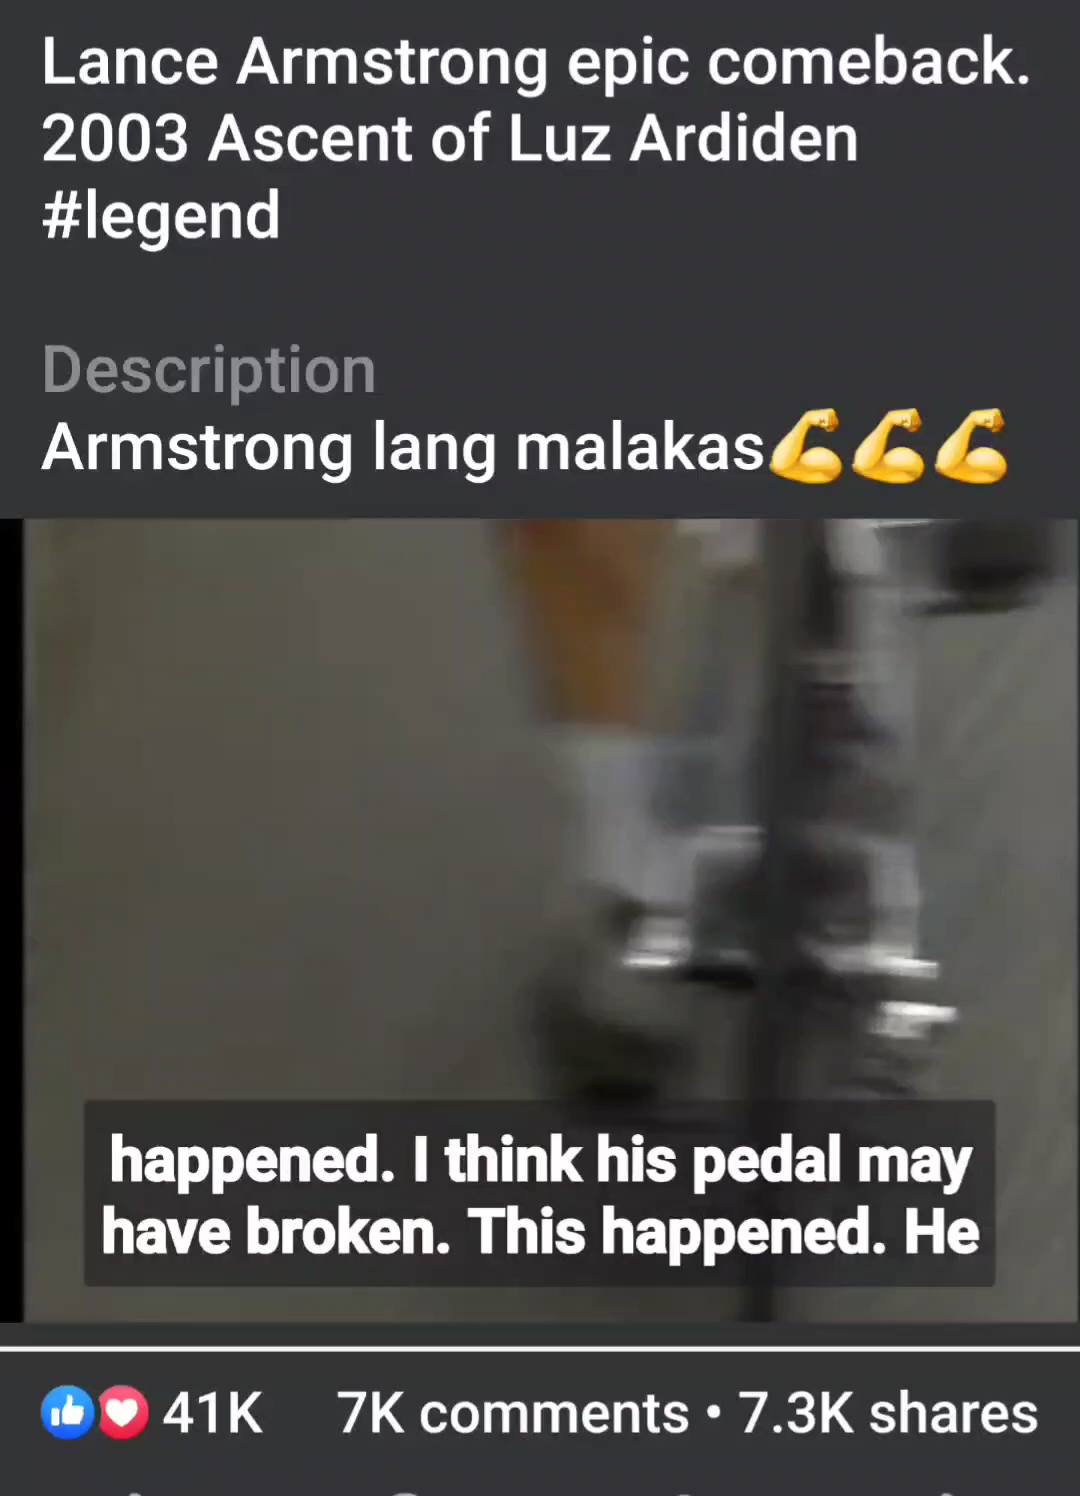 Lance Armstrong epic comeback.
2003 Ascent of Luz Ardiden
#legend
Description
Armstrong lang malakas💪💪💪
happened. I think his pedal may
have broken. This happened. He
41K 7K comments • 7.3K shares